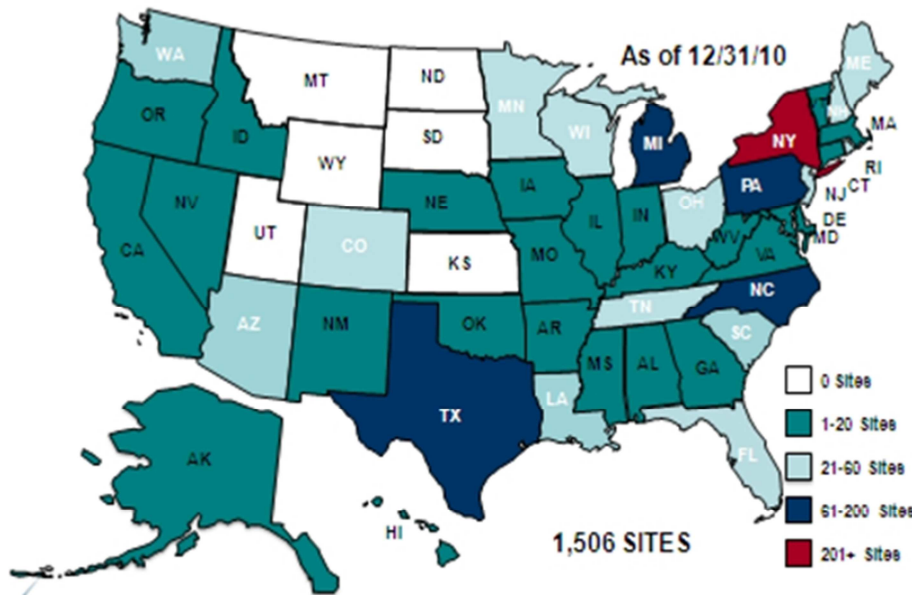 As of 12/31/10
WA
MT
ND
MN
ME
OR
ID
WY
SD
WI
MI
NY
NH
MA
RI
CT
NJ
PA
NV
UT
CO
NE
IA
IL
IN
OH
DE
MD
CA
KS
MO
KY
WV
VA
AZ
NM
OK
AR
TN
NC
SC
MS
AL
GA
TX
LA
FL
AK
HI
0 Sites
1-20 Sites
21-60 Sites
61-200 Sites
201+ Sites
1,506 SITES